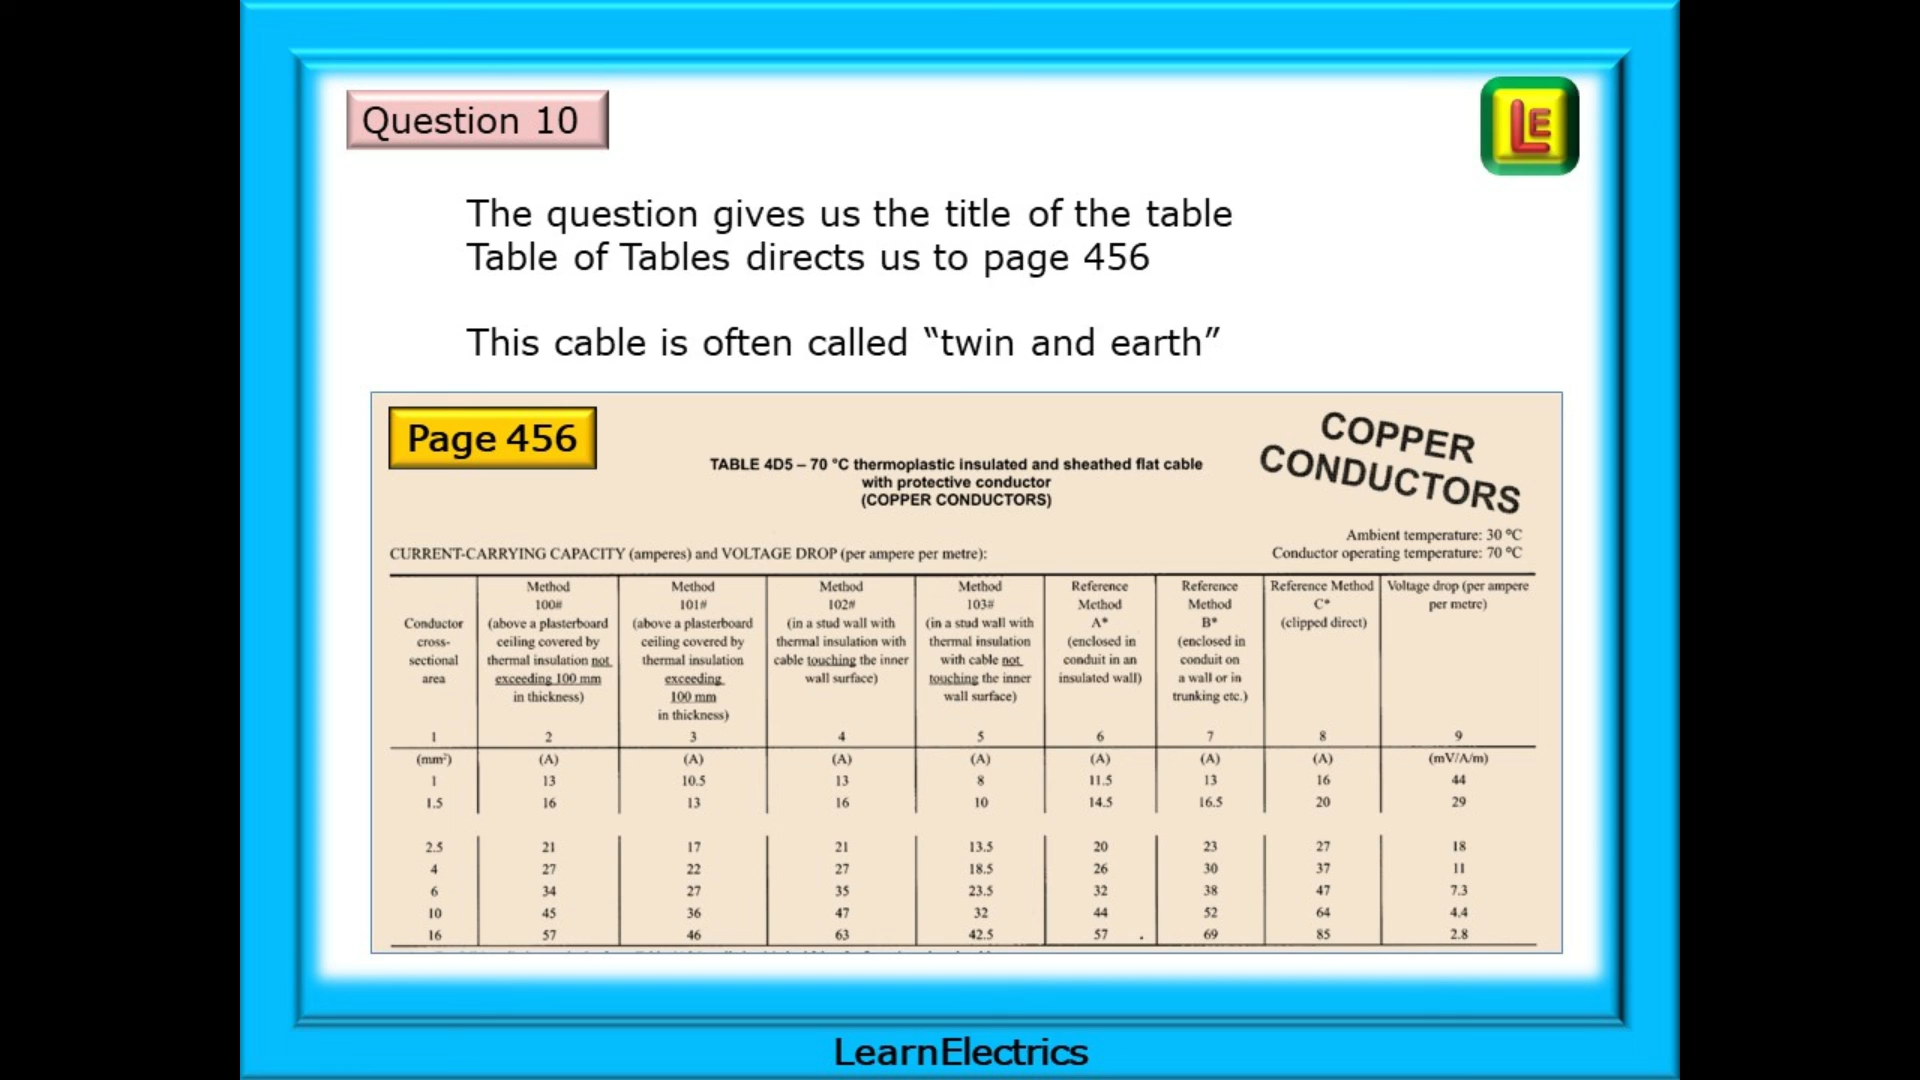 Question 10
LE
The question gives us the title of the table
Table of Tables directs us to page 456
This cable is often called “twin and earth”
Page 456
COPPER
CONDUCTORS
TABLE 4D5 – 70 °C thermoplastic insulated and sheathed flat cable
with protective conductor
(COPPER CONDUCTORS)
Ambient temperature: 30 °C
CURRENT-CARRYING CAPACITY (amperes) and VOLTAGE DROP (per ampere per metre): Conductor operating temperature: 70 °C
Conductor
cross-
sectional
area
Method
100#
(above a plasterboard
ceiling covered by
thermal insulation not
exceeding 100 mm
in thickness)
Method
101#
(above a plasterboard
ceiling covered by
thermal insulation
exceeding
100 mm
in thickness)
Method
102#
(in a stud wall with
thermal insulation with
cable touching the inner
wall surface)
Method
103#
(in a stud wall with
thermal insulation
with cable not
touching the inner
wall surface)
Reference
Method
A*
(enclosed in
conduit in an
insulated wall)
Reference
Method
B*
(enclosed in
conduit on
a wall or in
trunking etc.)
Reference Method
C*
(clipped direct)
Voltage drop (per ampere
per metre)
1 2 3 4 5 6 7 8 9
(mm²) (A) (A) (A) (A) (A) (A) (A) (mV/A/m)
1 13 10.5 13 8 11.5 13 16 44
1.5 16 13 16 10 14.5 16.5 20 29
2.5 21 17 21 13.5 20 23 27 18
4 27 22 27 18.5 26 30 37 11
6 34 27 35 23.5 32 38 47 7.3
10 45 36 47 32 44 52 64 4.4
16 57 46 63 42.5 57 69 85 2.8
LearnElectrics